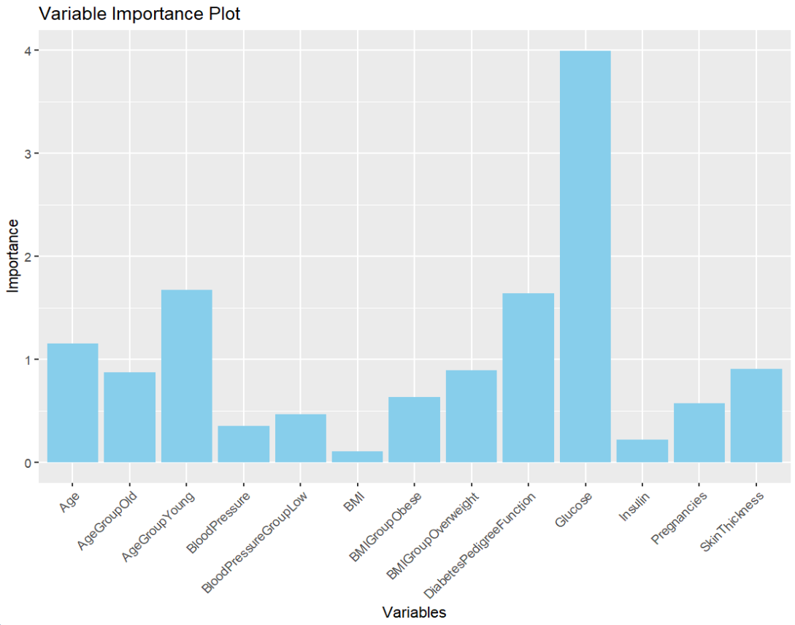 Variable Importance Plot
4
3
2
1
0
Importance
Age
AgeGroupOld
AgeGroupYoung
BloodPressure
BloodPressureGroupLow
BMI
BMIGroupObese
BMIGroupOverweight
DiabetesPedigreeFunction
Glucose
Insulin
Pregnancies
SkinThickness
Variables